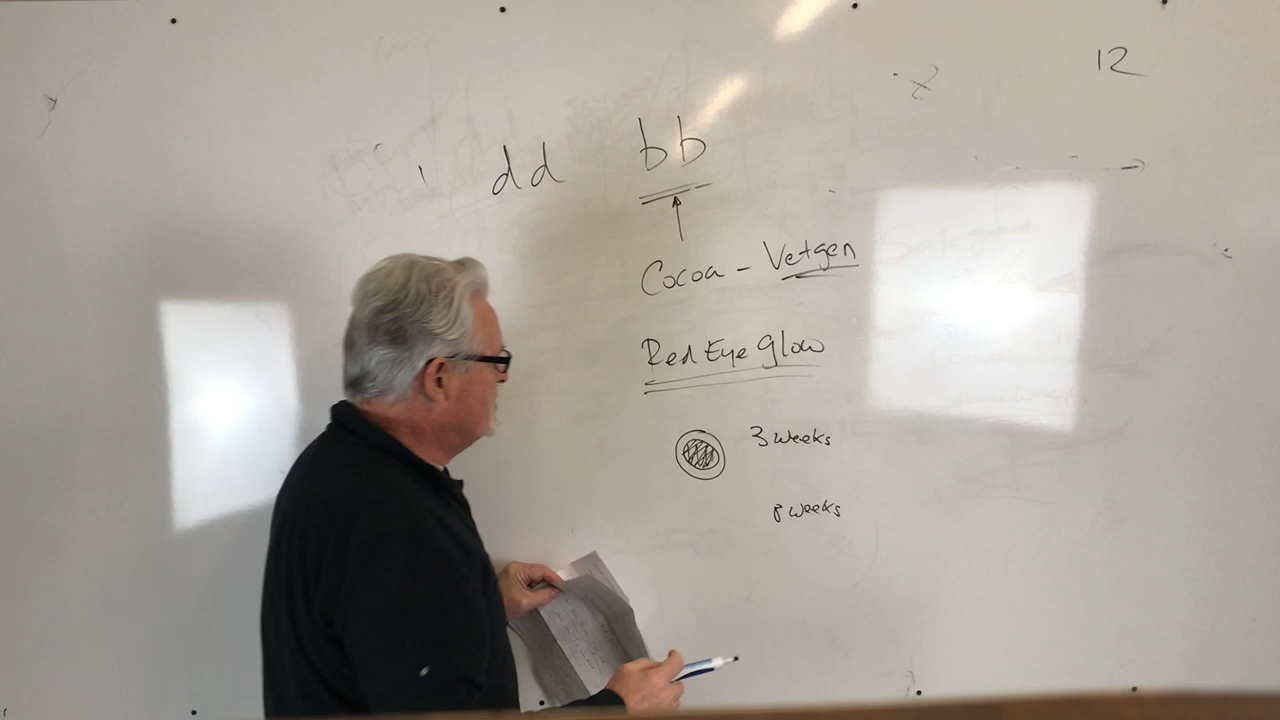 12
dd bb
Cocoa - Vetgen
Red Eye Glow
3 weeks
8 weeks